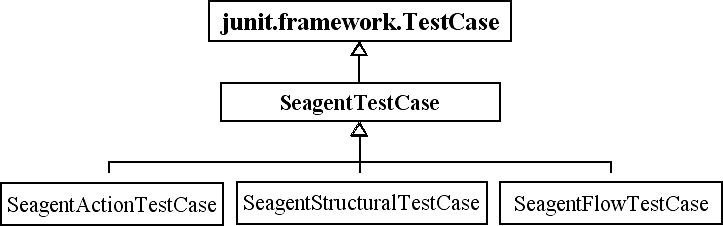 junit.framework.TestCase
SeagentTestCase
SeagentActionTestCase
SeagentStructuralTestCase
SeagentFlowTestCase